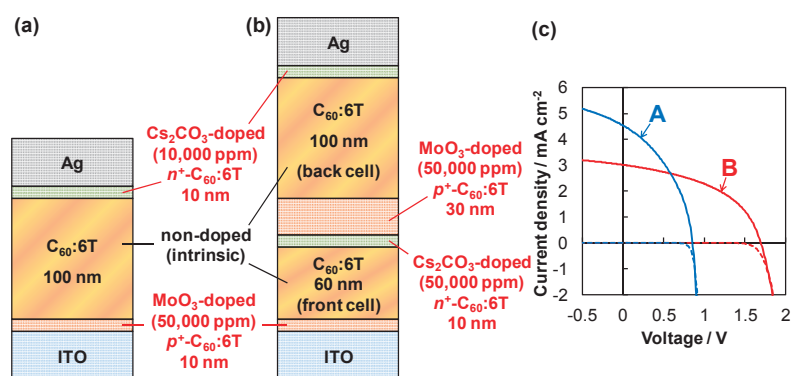 (a)
Ag
C₆₀:6T
100 nm
MoO₃-doped
(50,000 ppm)
p⁺-C₆₀:6T
10 nm
ITO
Cs₂CO₃-doped
(10,000 ppm)
n⁺-C₆₀:6T
10 nm
non-doped
(intrinsic)
(b)
Ag
C₆₀:6T
100 nm
(back cell)
C₆₀:6T
60 nm
(front cell)
ITO
MoO₃-doped
(50,000 ppm)
p⁺-C₆₀:6T
30 nm
Cs₂CO₃-doped
(50,000 ppm)
n⁺-C₆₀:6T
10 nm
(c)
Current density / mA cm⁻²
6
5
4
3
2
1
0
-1
-2
A
B
-0.5 0 0.5 1 1.5 2
Voltage / V